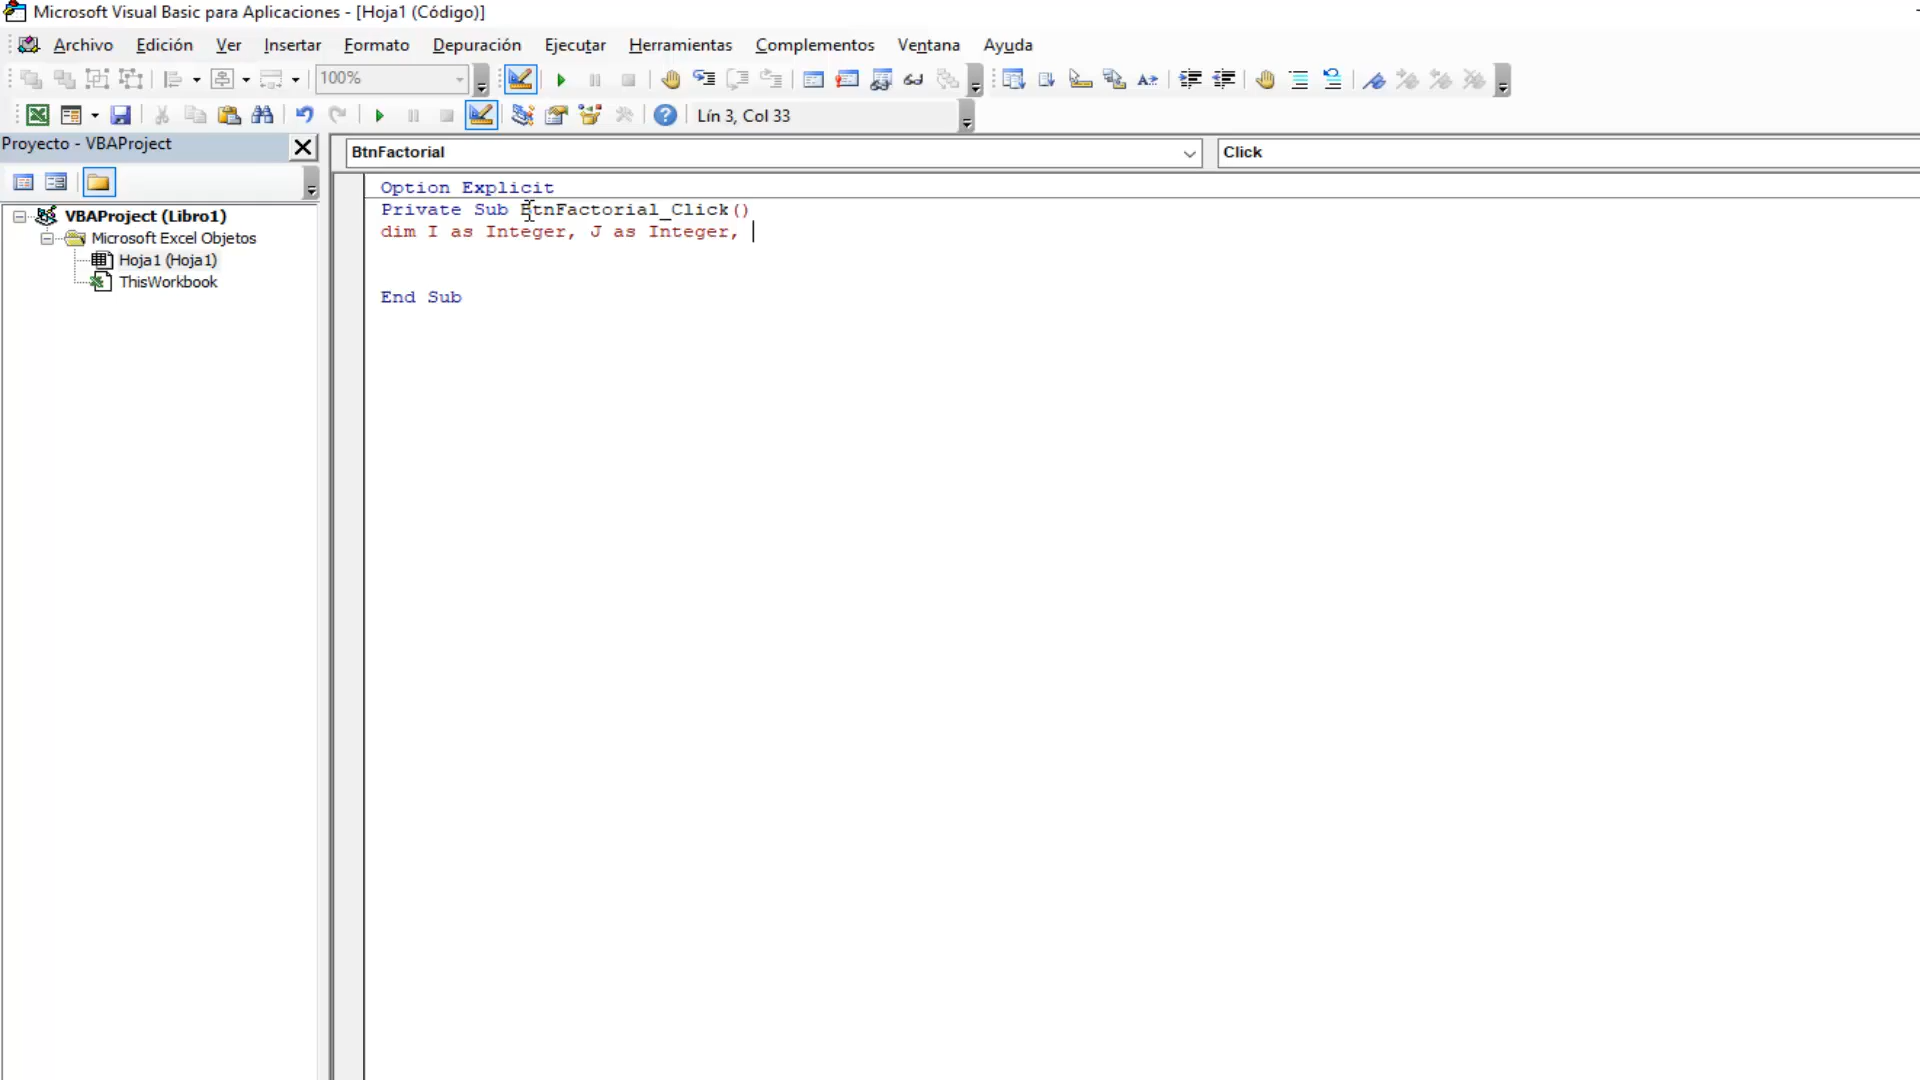 Microsoft Visual Basic para Aplicaciones - [Hoja1 (Código)]
Archivo Edición Ver Insertar Formato Depuración Ejecutar Herramientas Complementos Ventana Ayuda
100%
Lín 3, Col 33
Proyecto - VBAProject
BtnFactorial
Click
VBAProject (Libro1)
Microsoft Excel Objetos
Hoja1 (Hoja1)
ThisWorkbook
Option Explicit
Private Sub BtnFactorial_Click()
dim I as Integer, J as Integer,
End Sub